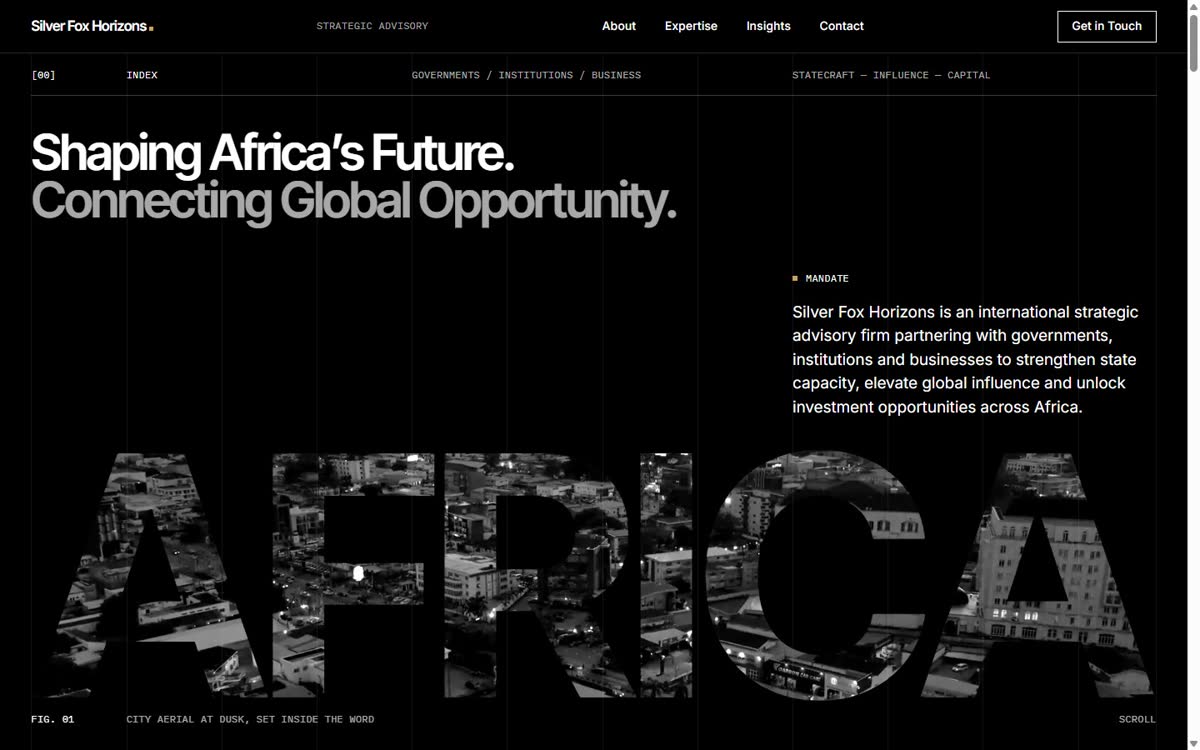 Silver Fox Horizons
STRATEGIC ADVISORY
About
Expertise
Insights
Contact
Get in Touch
[00]
INDEX
GOVERNMENTS / INSTITUTIONS / BUSINESS
STATECRAFT — INFLUENCE — CAPITAL
Shaping Africa’s Future.
Connecting Global Opportunity.
MANDATE
Silver Fox Horizons is an international strategic
advisory firm partnering with governments,
institutions and businesses to strengthen state
capacity, elevate global influence and unlock
investment opportunities across Africa.
AFRICA
FIG. 01
CITY AERIAL AT DUSK, SET INSIDE THE WORD
SCROLL